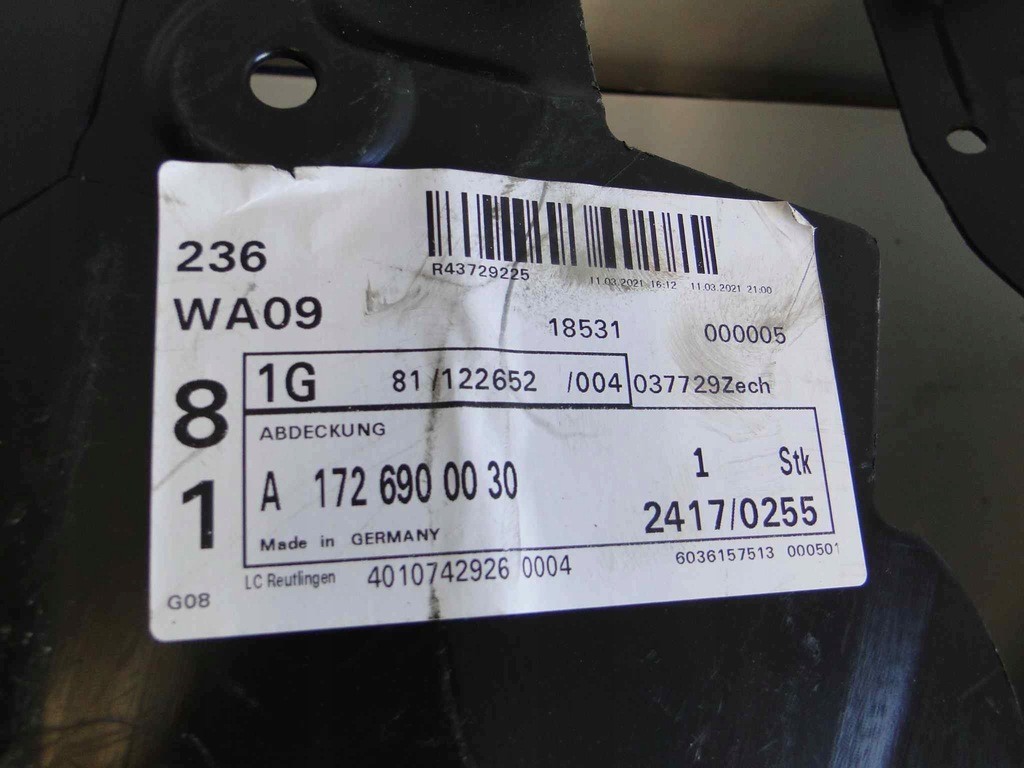 236
R43729225
11.03.2021 16:12 11.03.2021 21:00
WA09
18531 000005
8
1
1G 81 /122652 /004 037729Zech
ABDECKUNG
A 172 690 00 30 1 Stk
2417/0255
Made in GERMANY
LC Reutlingen 4010742926 0004 6036157513 000501
G08